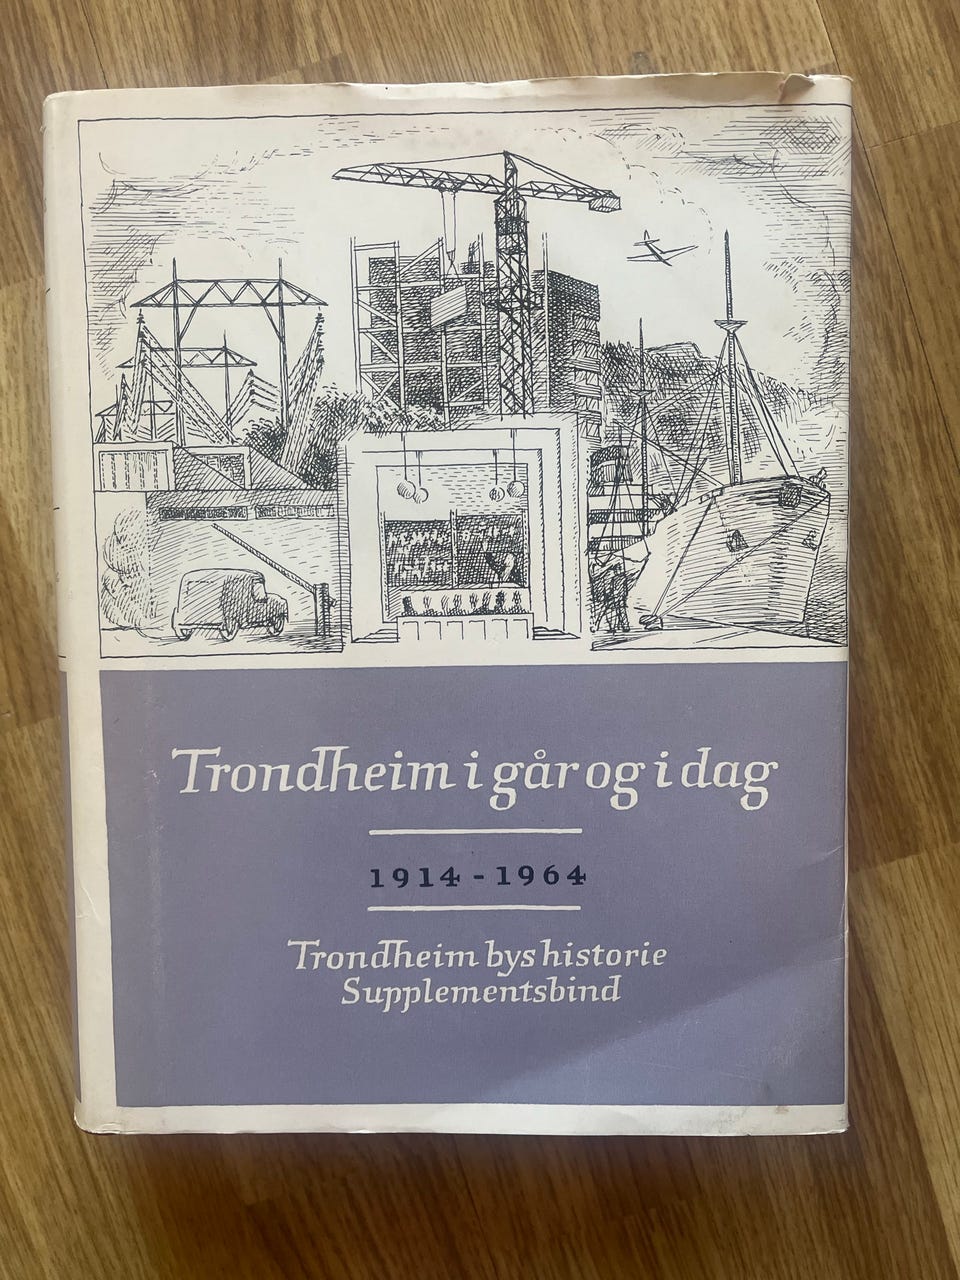 Trondheim i går og i dag
1914 - 1964
Trondheim bys historie
Supplementsbind